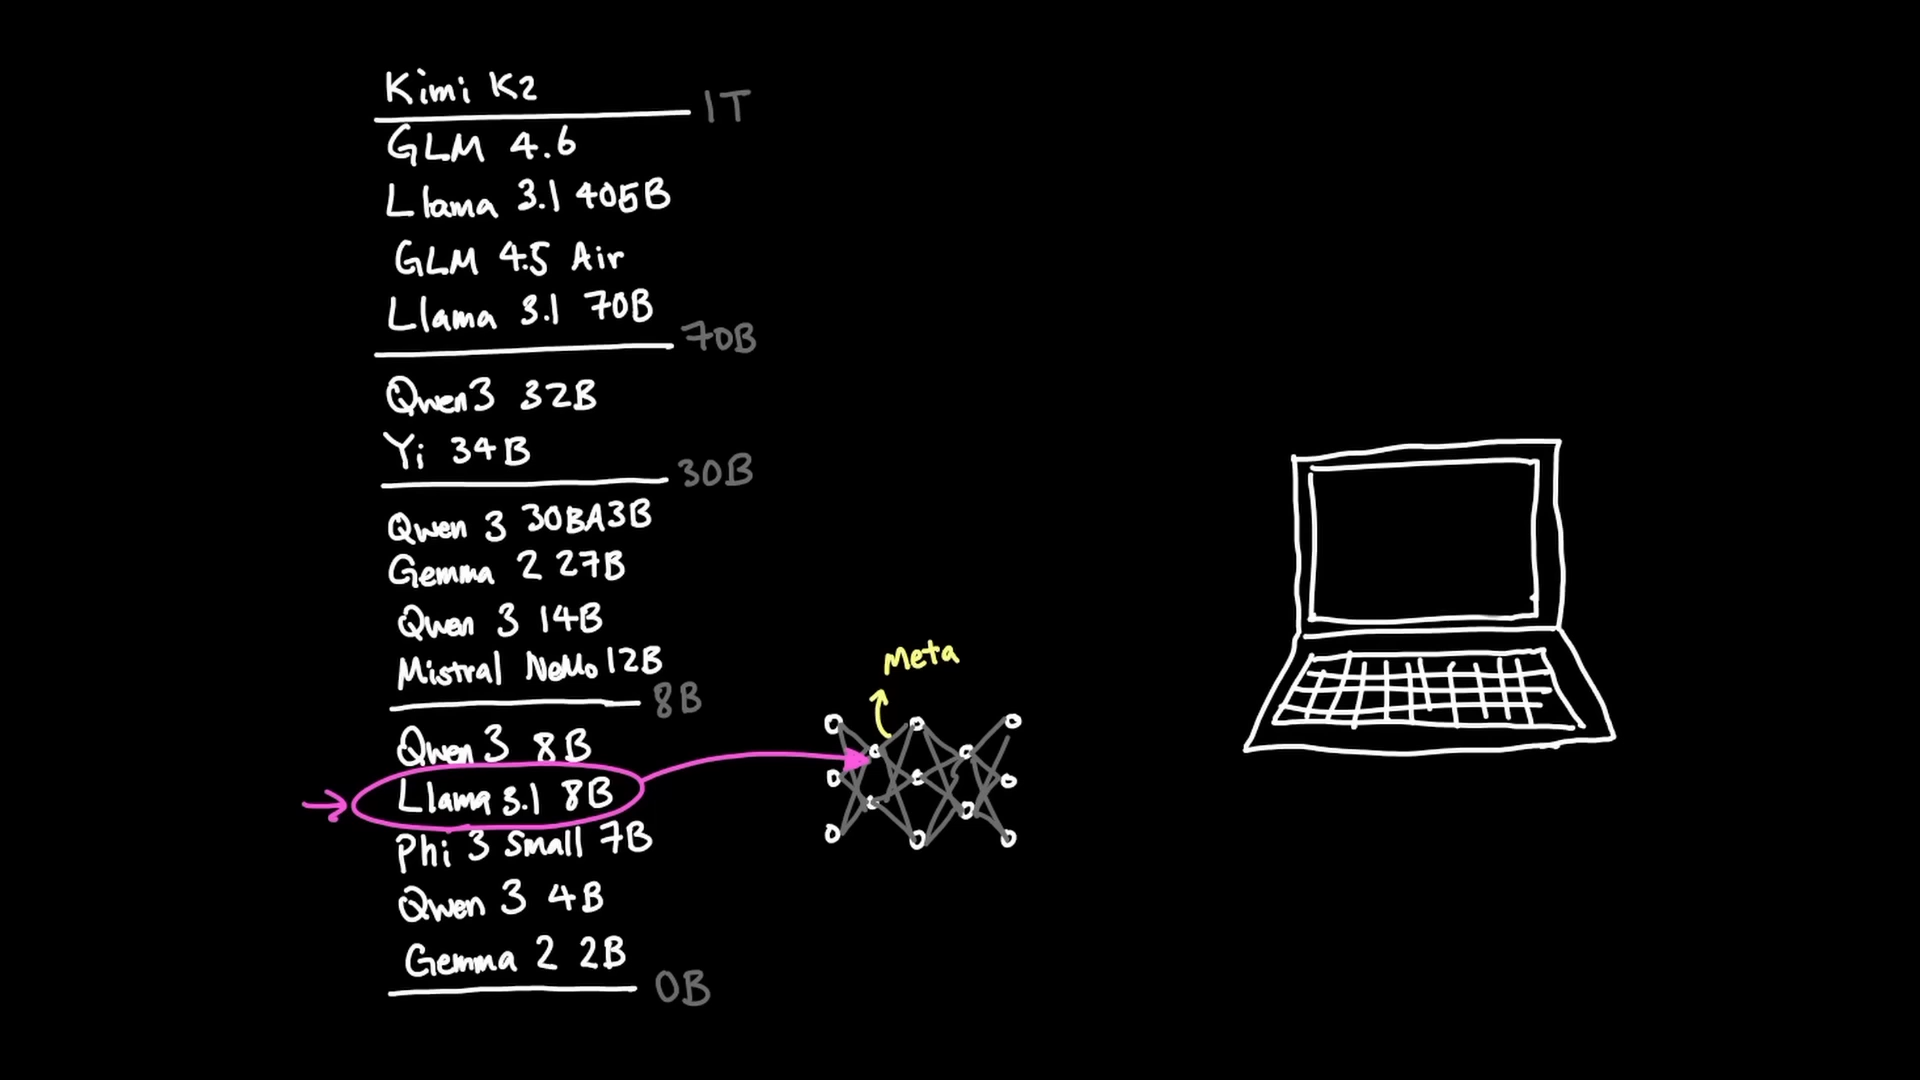 Kimi K2
1T
GLM 4.6
Llama 3.1 405B
GLM 4.5 Air
Llama 3.1 70B
70B
Qwen3 32B
Yi 34B
30B
Qwen 3 30BA3B
Gemma 2 27B
Qwen 3 14B
Mistral NeMo 12B
8B
Qwen 3 8B
Llama 3.1 8B
Phi 3 Small 7B
Qwen 3 4B
Gemma 2 2B
0B
Meta